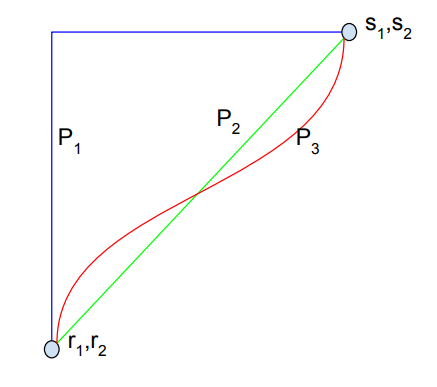 s₁,s₂
P₂
P₁
P₃
r₁,r₂